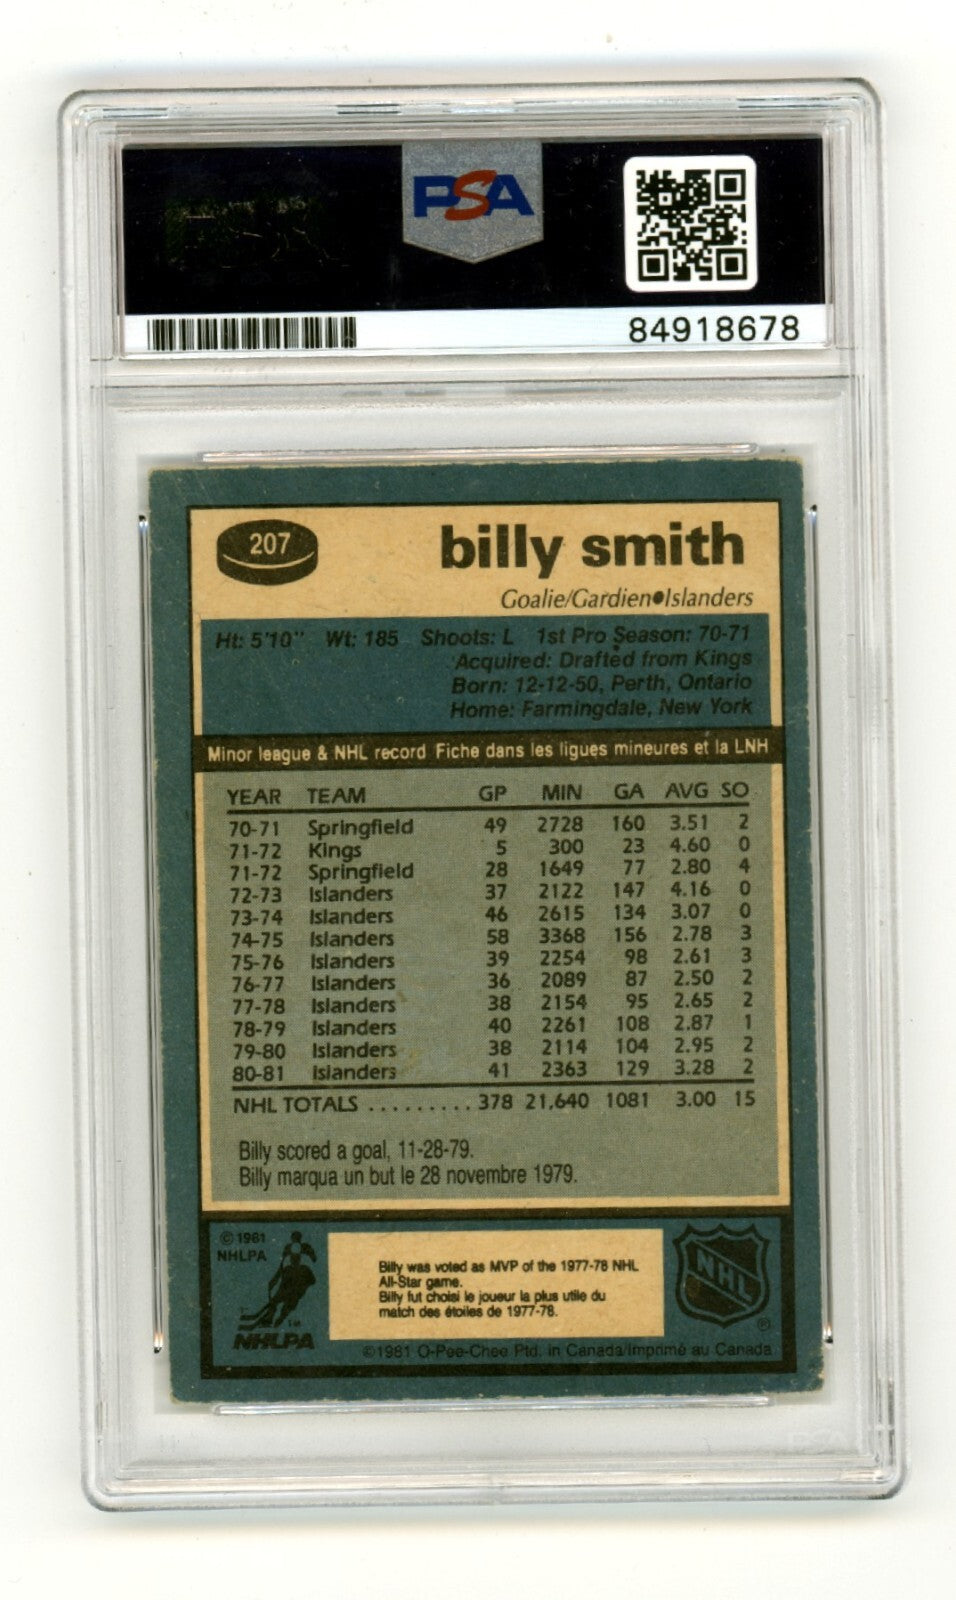 PSA
84918678
207
billy smith
Goalie/Gardien●Islanders
Ht: 5'10" Wt: 185 Shoots: L 1st Pro Season: 70-71
Acquired: Drafted from Kings
Born: 12-12-50, Perth, Ontario
Home: Farmingdale, New York
Minor league & NHL record Fiche dans les ligues mineures et la LNH
YEAR TEAM GP MIN GA AVG SO
70-71 Springfield 49 2728 160 3.51 2
71-72 Kings 5 300 23 4.60 0
71-72 Springfield 28 1649 77 2.80 4
72-73 Islanders 37 2122 147 4.16 0
73-74 Islanders 46 2615 134 3.07 0
74-75 Islanders 58 3368 156 2.78 3
75-76 Islanders 39 2254 98 2.61 3
76-77 Islanders 36 2089 87 2.50 2
77-78 Islanders 38 2154 95 2.65 2
78-79 Islanders 40 2261 108 2.87 1
79-80 Islanders 38 2114 104 2.95 2
80-81 Islanders 41 2363 129 3.28 2
NHL TOTALS .......... 378 21,640 1081 3.00 15
Billy scored a goal, 11-28-79.
Billy marqua un but le 28 novembre 1979.
©1981
NHLPA
TM
NHLPA
Billy was voted as MVP of the 1977-78 NHL
All-Star game.
Billy fut choisi le joueur la plus utile du
match des étoiles de 1977-78.
NHL
®
©1981 O-Pee-Chee Ptd. in Canada/Imprimé au Canada
PSA